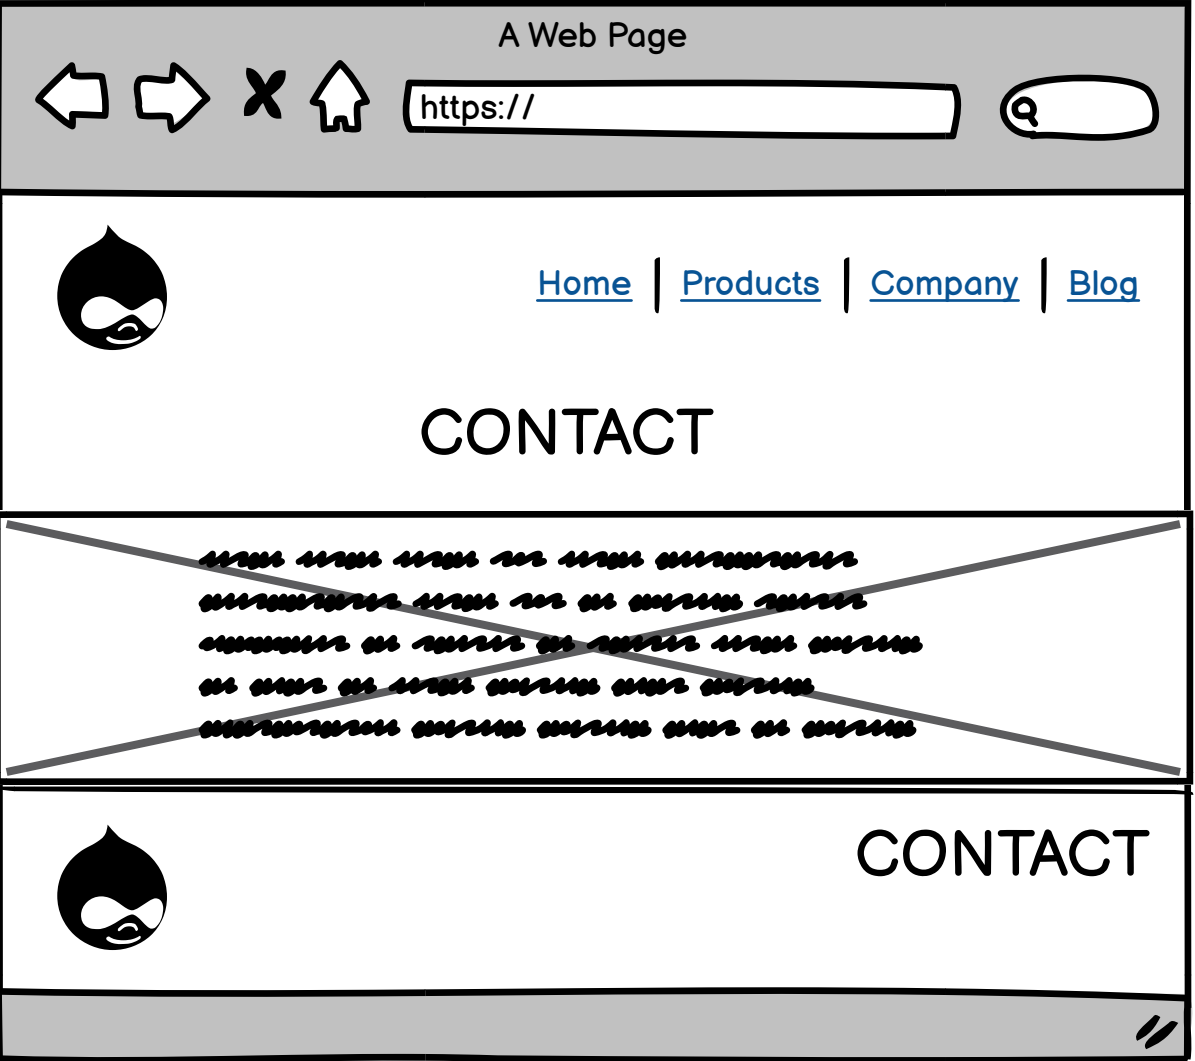 A Web Page
https://
Home | Products | Company | Blog
CONTACT
CONTACT